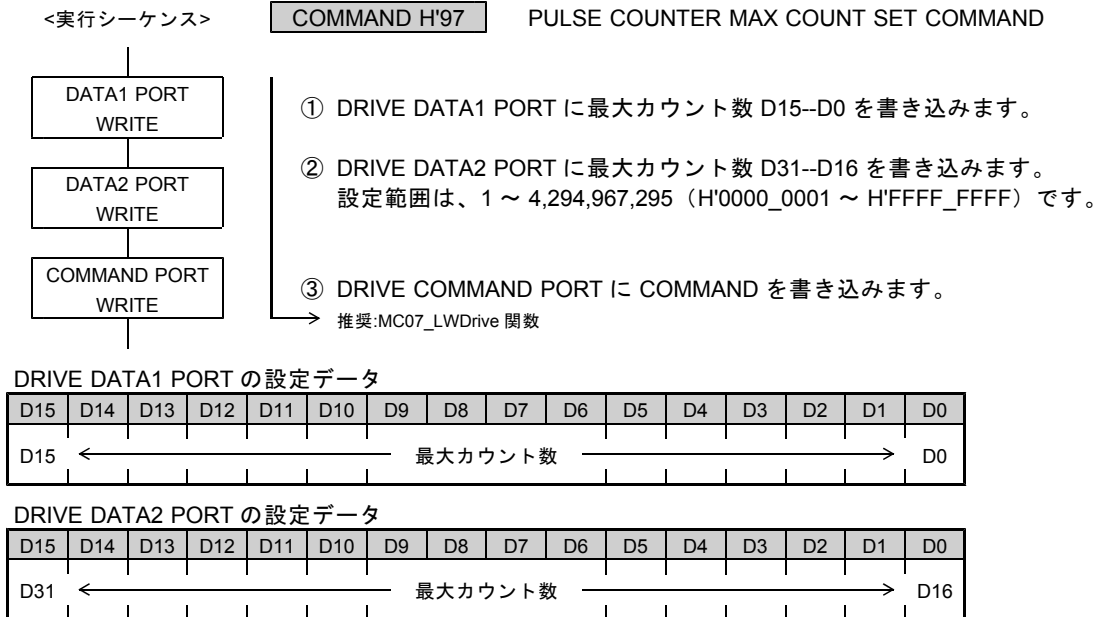 <実行シーケンス>
COMMAND H'97
PULSE COUNTER MAX COUNT SET COMMAND
DATA1 PORT
WRITE
DATA2 PORT
WRITE
COMMAND PORT
WRITE
① DRIVE DATA1 PORT に最大カウント数 D15--D0 を書き込みます。
② DRIVE DATA2 PORT に最大カウント数 D31--D16 を書き込みます。
設定範囲は、1 ～ 4,294,967,295（H'0000_0001 ～ H'FFFF_FFFF）です。
③ DRIVE COMMAND PORT に COMMAND を書き込みます。
推奨:MC07_LWDrive 関数
DRIVE DATA1 PORT の設定データ
D15 D14 D13 D12 D11 D10 D9 D8 D7 D6 D5 D4 D3 D2 D1 D0
D15 最大カウント数 D0
DRIVE DATA2 PORT の設定データ
D15 D14 D13 D12 D11 D10 D9 D8 D7 D6 D5 D4 D3 D2 D1 D0
D31 最大カウント数 D16